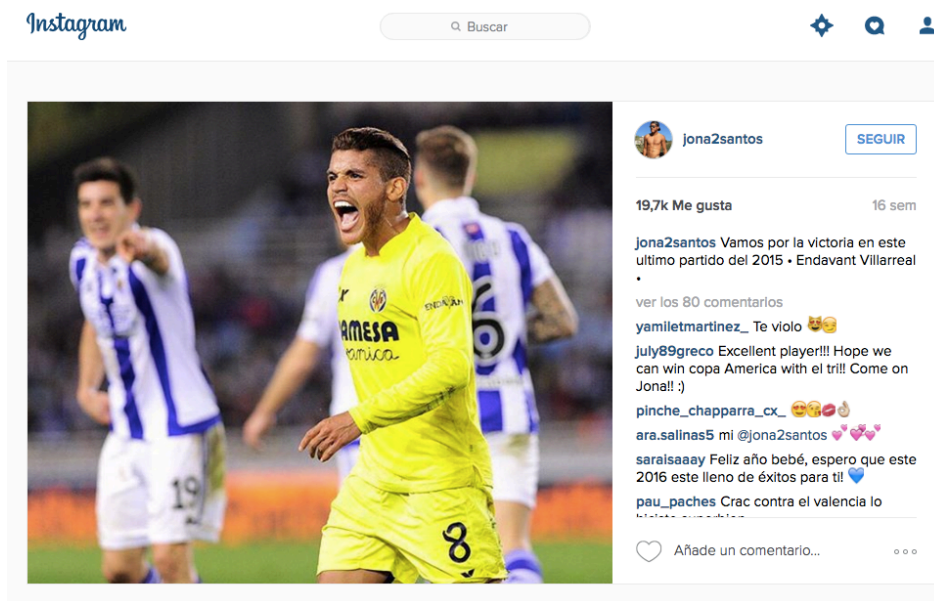 Instagram
Buscar
jona2santos
SEGUIR
19,7k Me gusta
16 sem
jona2santos Vamos por la victoria en este
ultimo partido del 2015 • Endavant Villarreal
•
ver los 80 comentarios
yamiletmartinez_ Te violo 😻😏
july89greco Excellent player!!! Hope we
can win copa America with el tri!! Come on
Jona!! :)
pinche_chapparra_cx_ 😍😘💋👌🏼
ara.salinas5 mi @jona2santos 💕💞💕
saraisaaay Feliz año bebé, espero que este
2016 este lleno de éxitos para ti! 💙
pau_paches Crac contra el valencia lo
Añade un comentario...
ENDAVANT
AMESA
8
19
6